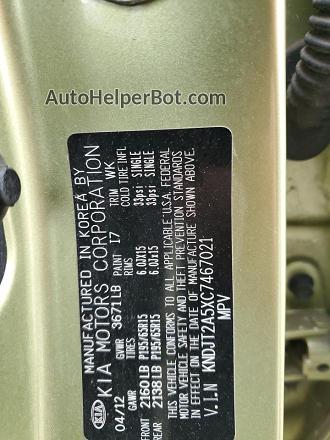 AutoHelperBot.com
MANUFACTURED IN KOREA BY
KIA KIA MOTORS CORPORATION
04/12 PAINT I7 TRIM WK
GVWR 3671LB COLD TIRE INFL
FRONT 2160LB P195/65R15 6.0JX15 33psi SINGLE
REAR 2138LB P195/65R15 6.0JX15 33psi SINGLE
THIS VEHICLE CONFORMS TO ALL APPLICABLE U.S.A. FEDERAL
MOTOR VEHICLE SAFETY AND THEFT PREVENTION STANDARDS
IN EFFECT ON THE DATE OF MANUFACTURE SHOWN ABOVE.
V.I.N KNDJT2A5XC7467021
MPV